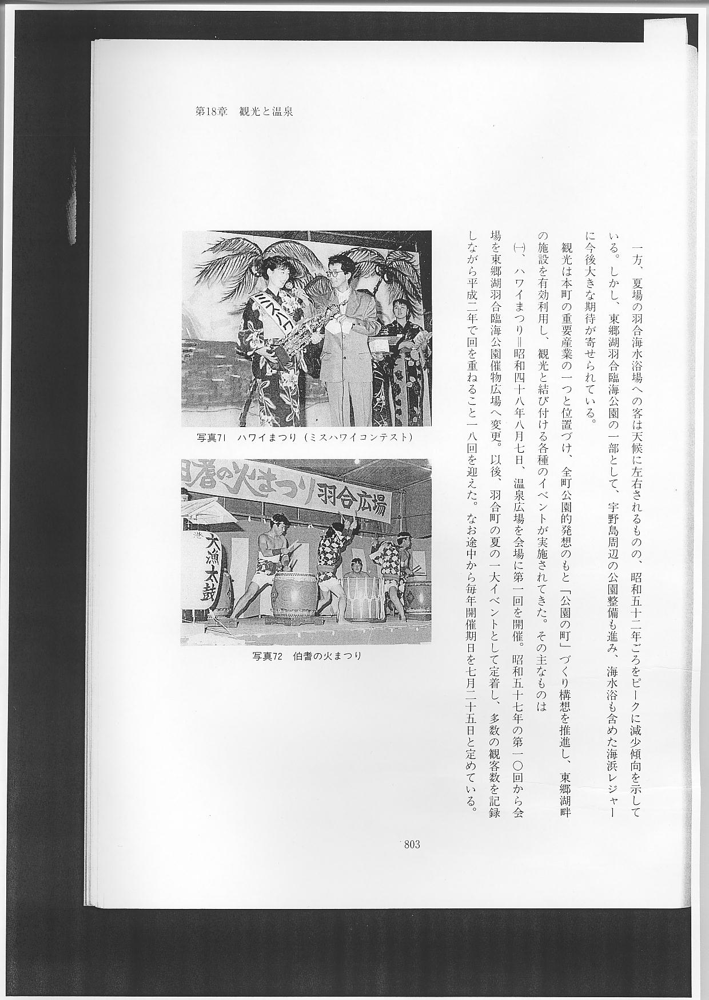 第18章　観光と温泉
一方、夏場の羽合海水浴場への客は天候に左右されるものの、昭和五十二年ごろをピークに減少傾向を示して
いる。しかし、東郷湖羽合臨海公園の一部として、宇野島周辺の公園整備も進み、海水浴も含めた海浜レジャー
に今後大きな期待が寄せられている。
観光は本町の重要産業の一つと位置づけ、全町公園的発想のもと「公園の町」づくり構想を推進し、東郷湖畔
の施設を有効利用し、観光と結び付ける各種のイベントが実施されてきた。その主なものは
㈠、ハワイまつり＝昭和四十八年八月七日、温泉広場を会場に第一回を開催。昭和五十七年の第一〇回から会
場を東郷湖羽合臨海公園催物広場へ変更。以後、羽合町の夏の一大イベントとして定着し、多数の観客数を記録
しながら平成二年で回を重ねること一八回を迎えた。なお途中から毎年開催期日を七月二十五日と定めている。
ミスハワイ
写真71　ハワイまつり（ミスハワイコンテスト）
伯耆の火まつり 羽合広場
港
大漁太鼓
写真72　伯耆の火まつり
803